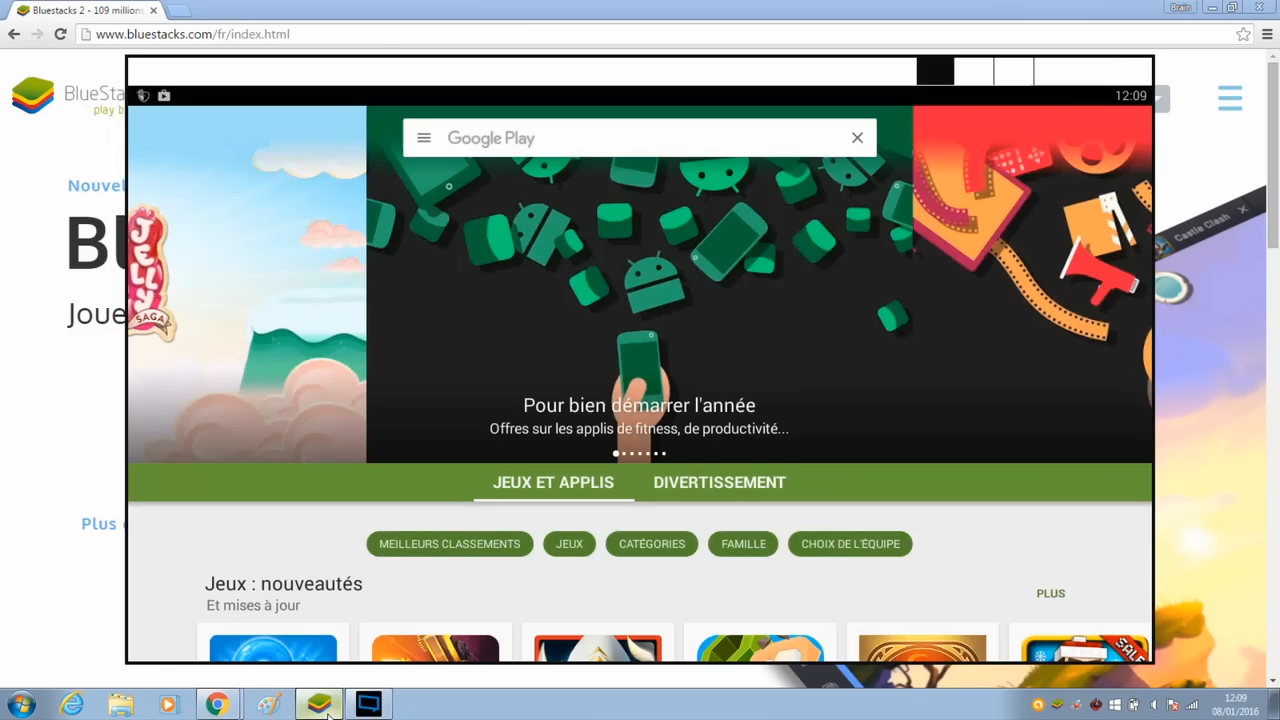 Bluestacks 2 - 109 million
Brain
www.bluestacks.com/fr/index.html
BlueSta
play b
12:09
Google Play
Nouvel
Castle Clash
JELLY
SAGA
Joue
Pour bien démarrer l'année
Offres sur les applis de fitness, de productivité...
JEUX ET APPLIS
DIVERTISSEMENT
Plus
MEILLEURS CLASSEMENTS
JEUX
CATÉGORIES
FAMILLE
CHOIX DE L'ÉQUIPE
Jeux : nouveautés
Et mises à jour
PLUS
SALE
12:09
08/01/2016